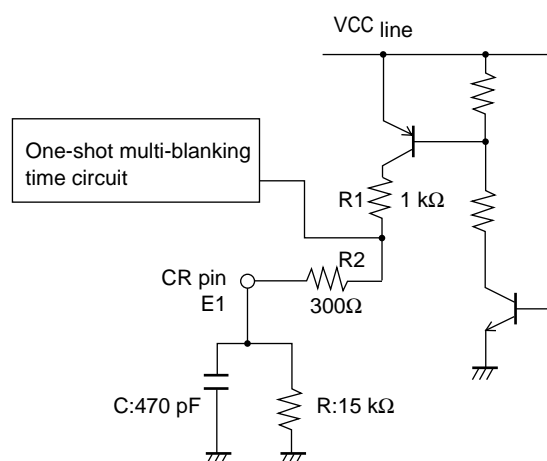 VCC line
One-shot multi-blanking
time circuit
R1
1 kΩ
R2
CR pin
E1
300Ω
C:470 pF
R:15 kΩ